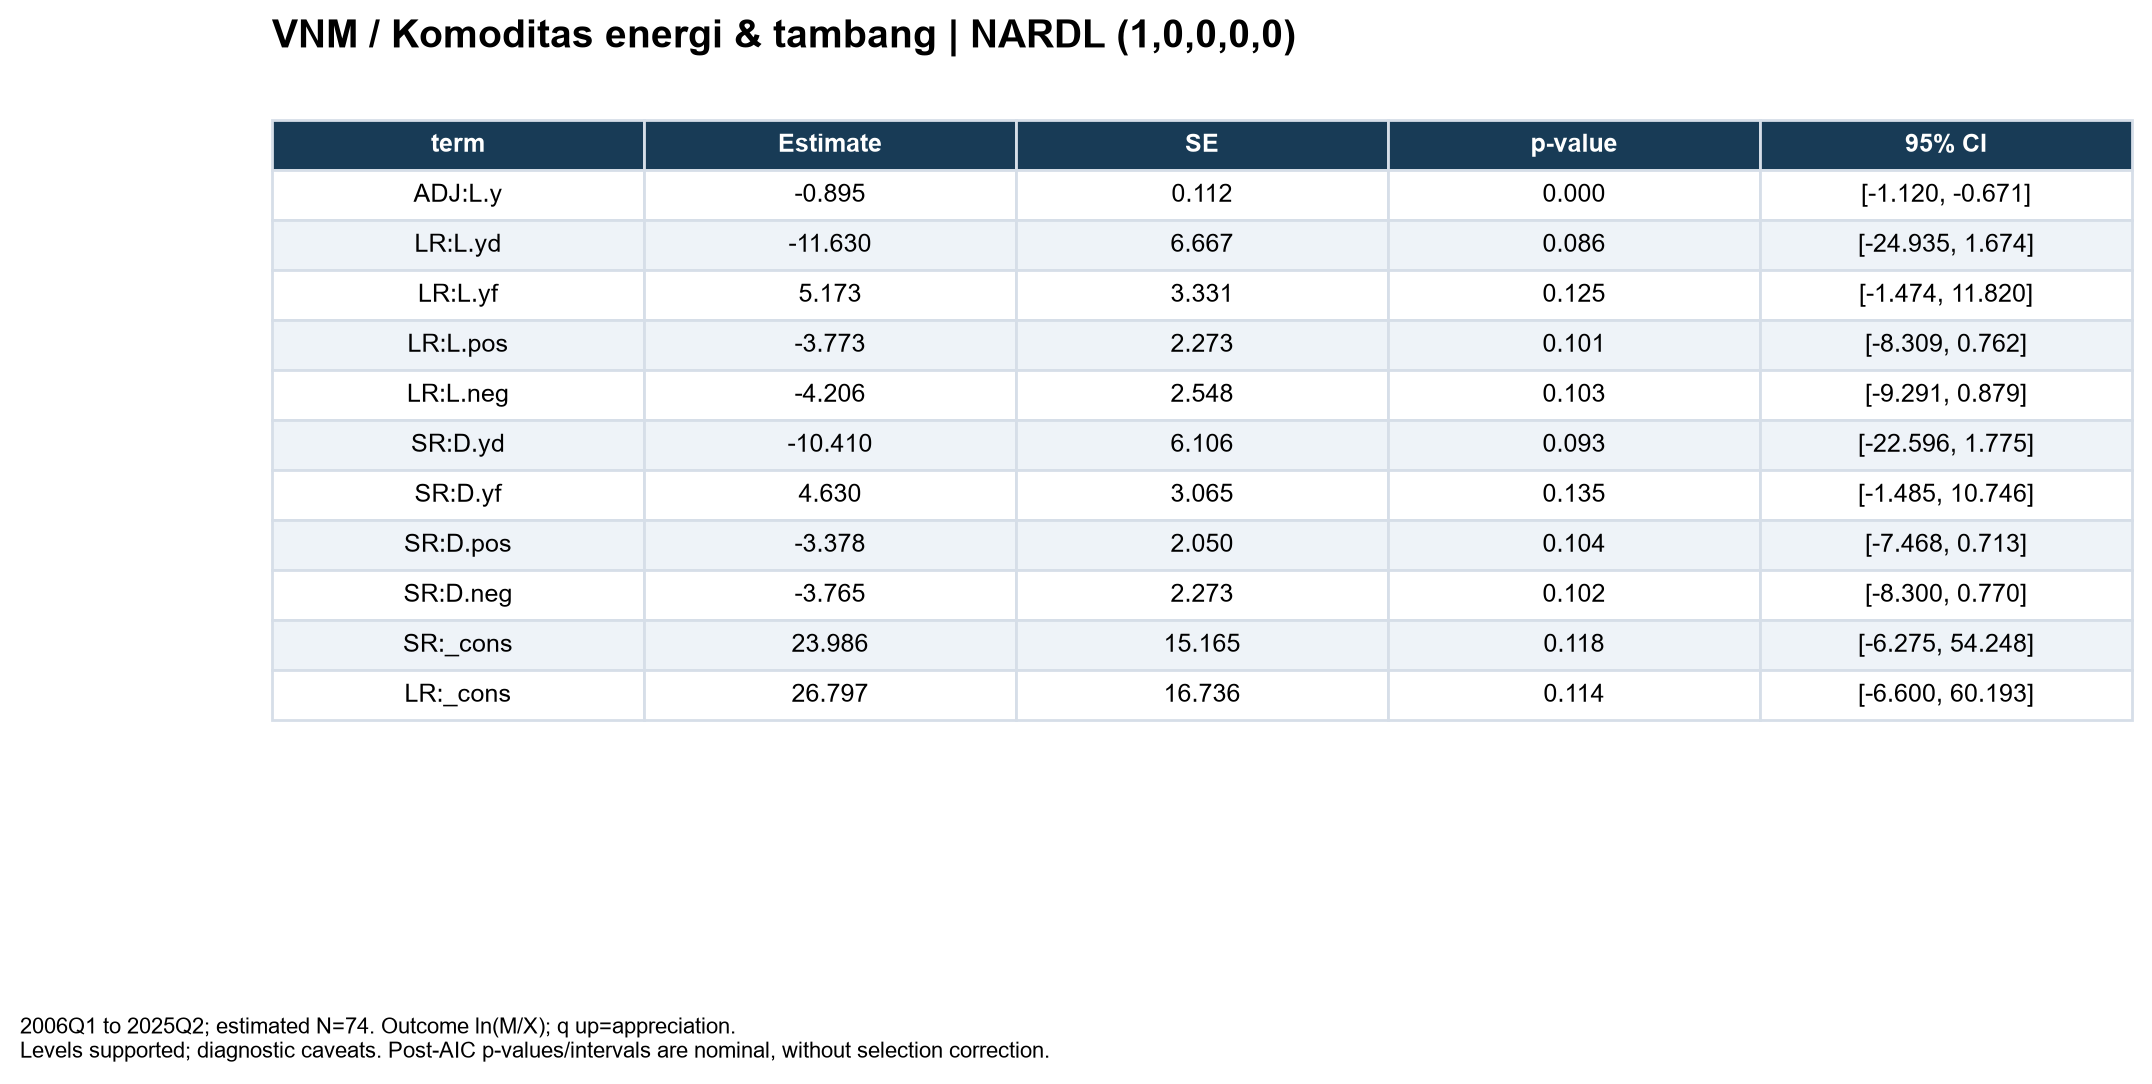 VNM / Komoditas energi & tambang | NARDL (1,0,0,0,0)
term Estimate SE p-value 95% CI
ADJ:L.y -0.895 0.112 0.000 [-1.120, -0.671]
LR:L.yd -11.630 6.667 0.086 [-24.935, 1.674]
LR:L.yf 5.173 3.331 0.125 [-1.474, 11.820]
LR:L.pos -3.773 2.273 0.101 [-8.309, 0.762]
LR:L.neg -4.206 2.548 0.103 [-9.291, 0.879]
SR:D.yd -10.410 6.106 0.093 [-22.596, 1.775]
SR:D.yf 4.630 3.065 0.135 [-1.485, 10.746]
SR:D.pos -3.378 2.050 0.104 [-7.468, 0.713]
SR:D.neg -3.765 2.273 0.102 [-8.300, 0.770]
SR:_cons 23.986 15.165 0.118 [-6.275, 54.248]
LR:_cons 26.797 16.736 0.114 [-6.600, 60.193]
2006Q1 to 2025Q2; estimated N=74. Outcome ln(M/X); q up=appreciation.
Levels supported; diagnostic caveats. Post-AIC p-values/intervals are nominal, without selection correction.